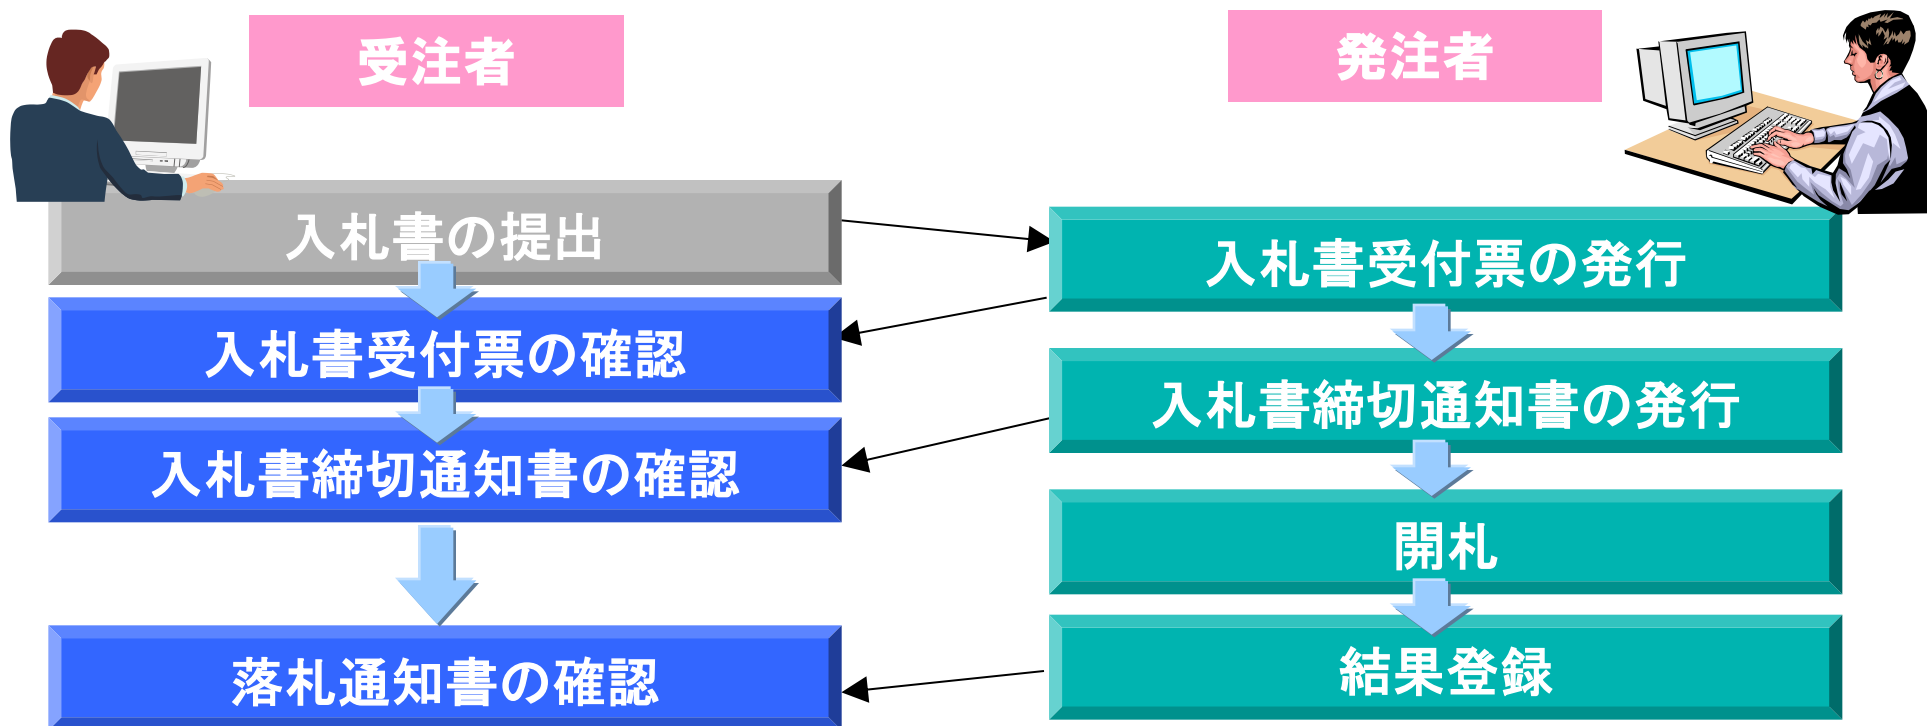 受注者
発注者
入札書の提出
入札書受付票の発行
入札書受付票の確認
入札書締切通知書の発行
入札書締切通知書の確認
開札
結果登録
落札通知書の確認